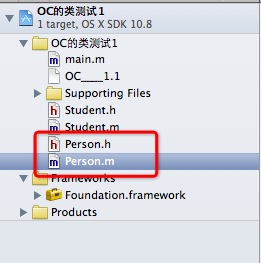 OC的类测试1
1 target, OS X SDK 10.8
OC的类测试1
main.m
OC____1.1
Supporting Files
Student.h
Student.m
Person.h
Person.m
Frameworks
Foundation.framework
Products